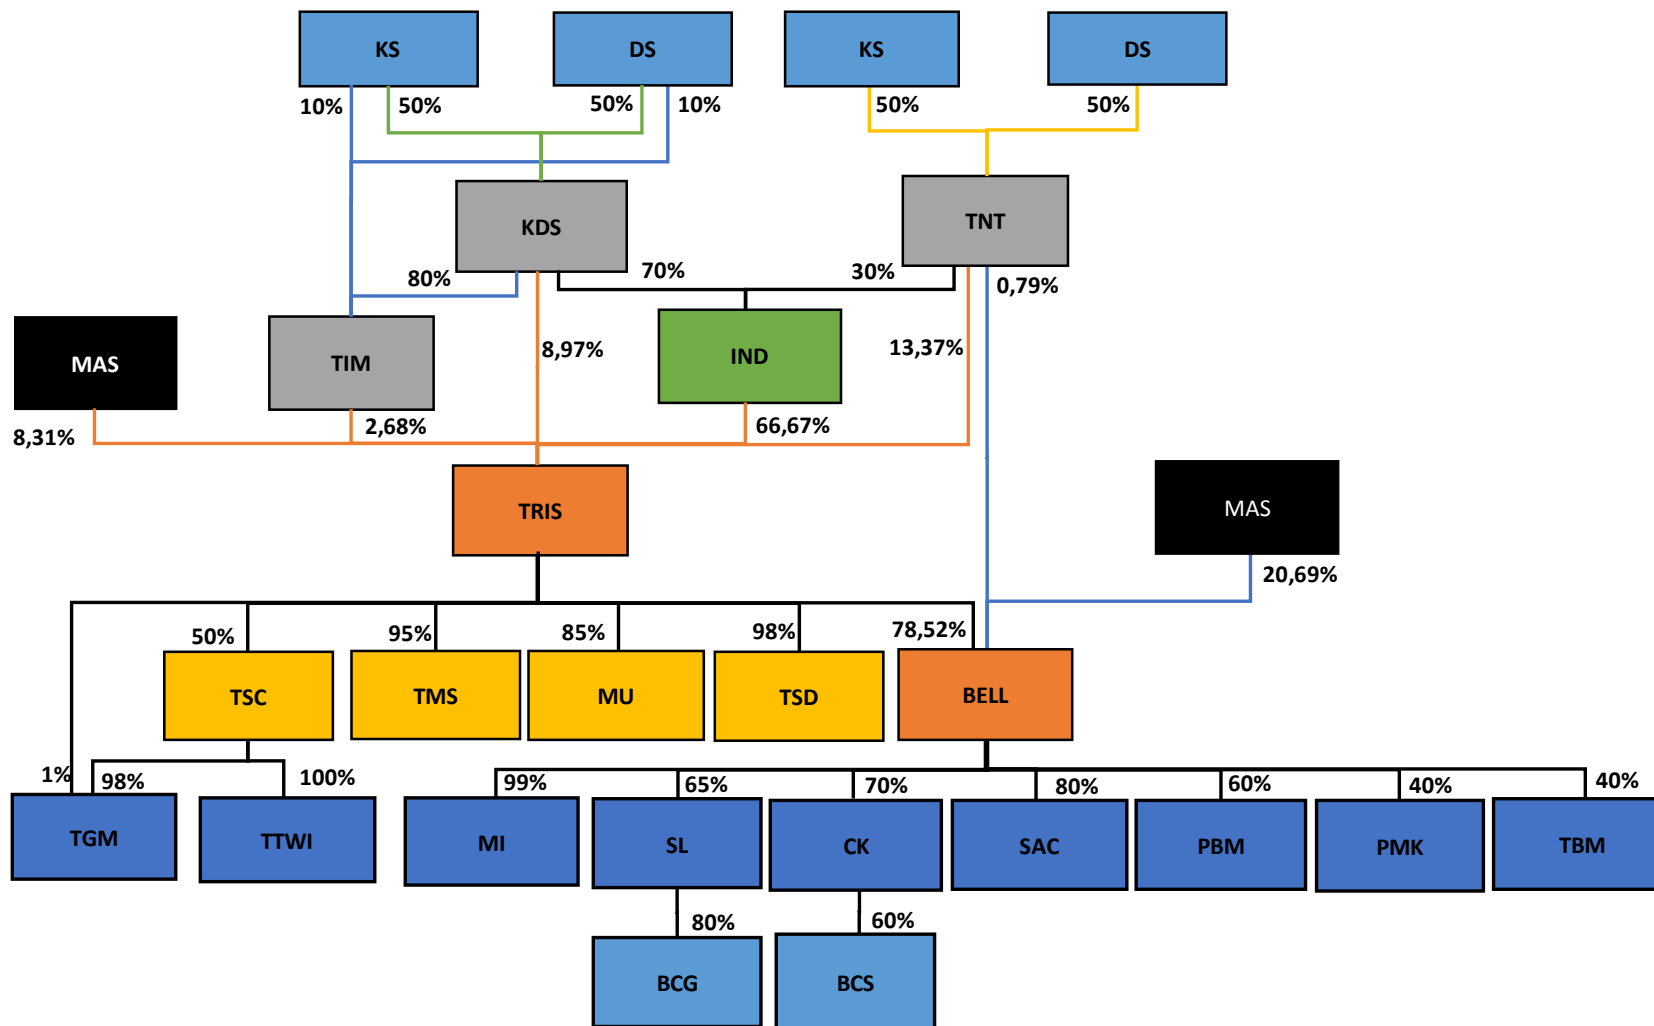 KS
DS
KS
DS
10%
50%
50%
10%
50%
50%
KDS
TNT
80%
70%
30%
0,79%
MAS
TIM
8,97%
IND
13,37%
8,31%
2,68%
66,67%
TRIS
MAS
20,69%
50%
95%
85%
98%
78,52%
TSC
TMS
MU
TSD
BELL
1%
98%
100%
99%
65%
70%
80%
60%
40%
40%
TGM
TTWI
MI
SL
CK
SAC
PBM
PMK
TBM
80%
60%
BCG
BCS